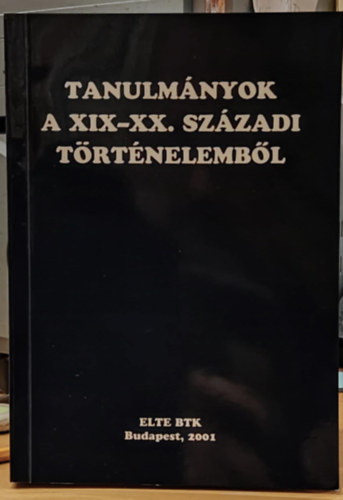 TANULMÁNYOK
A XIX–XX. SZÁZADI
TÖRTÉNELEMBŐL
ELTE BTK
Budapest, 2001